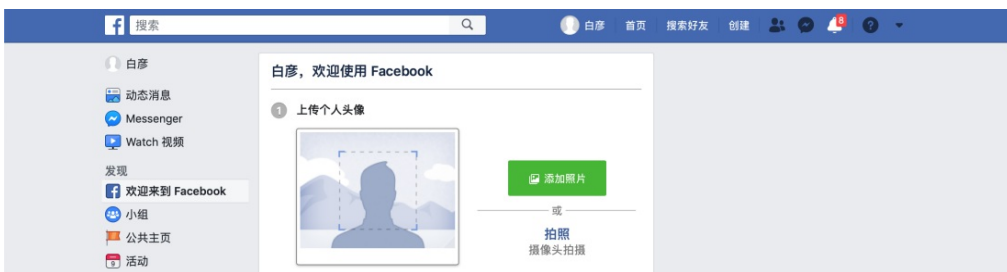 搜索
白彦
首页
搜索好友
创建
8
白彦
动态消息
Messenger
Watch 视频
发现
欢迎来到 Facebook
小组
公共主页
9
活动
白彦，欢迎使用 Facebook
1 上传个人头像
添加照片
或
拍照
摄像头拍摄